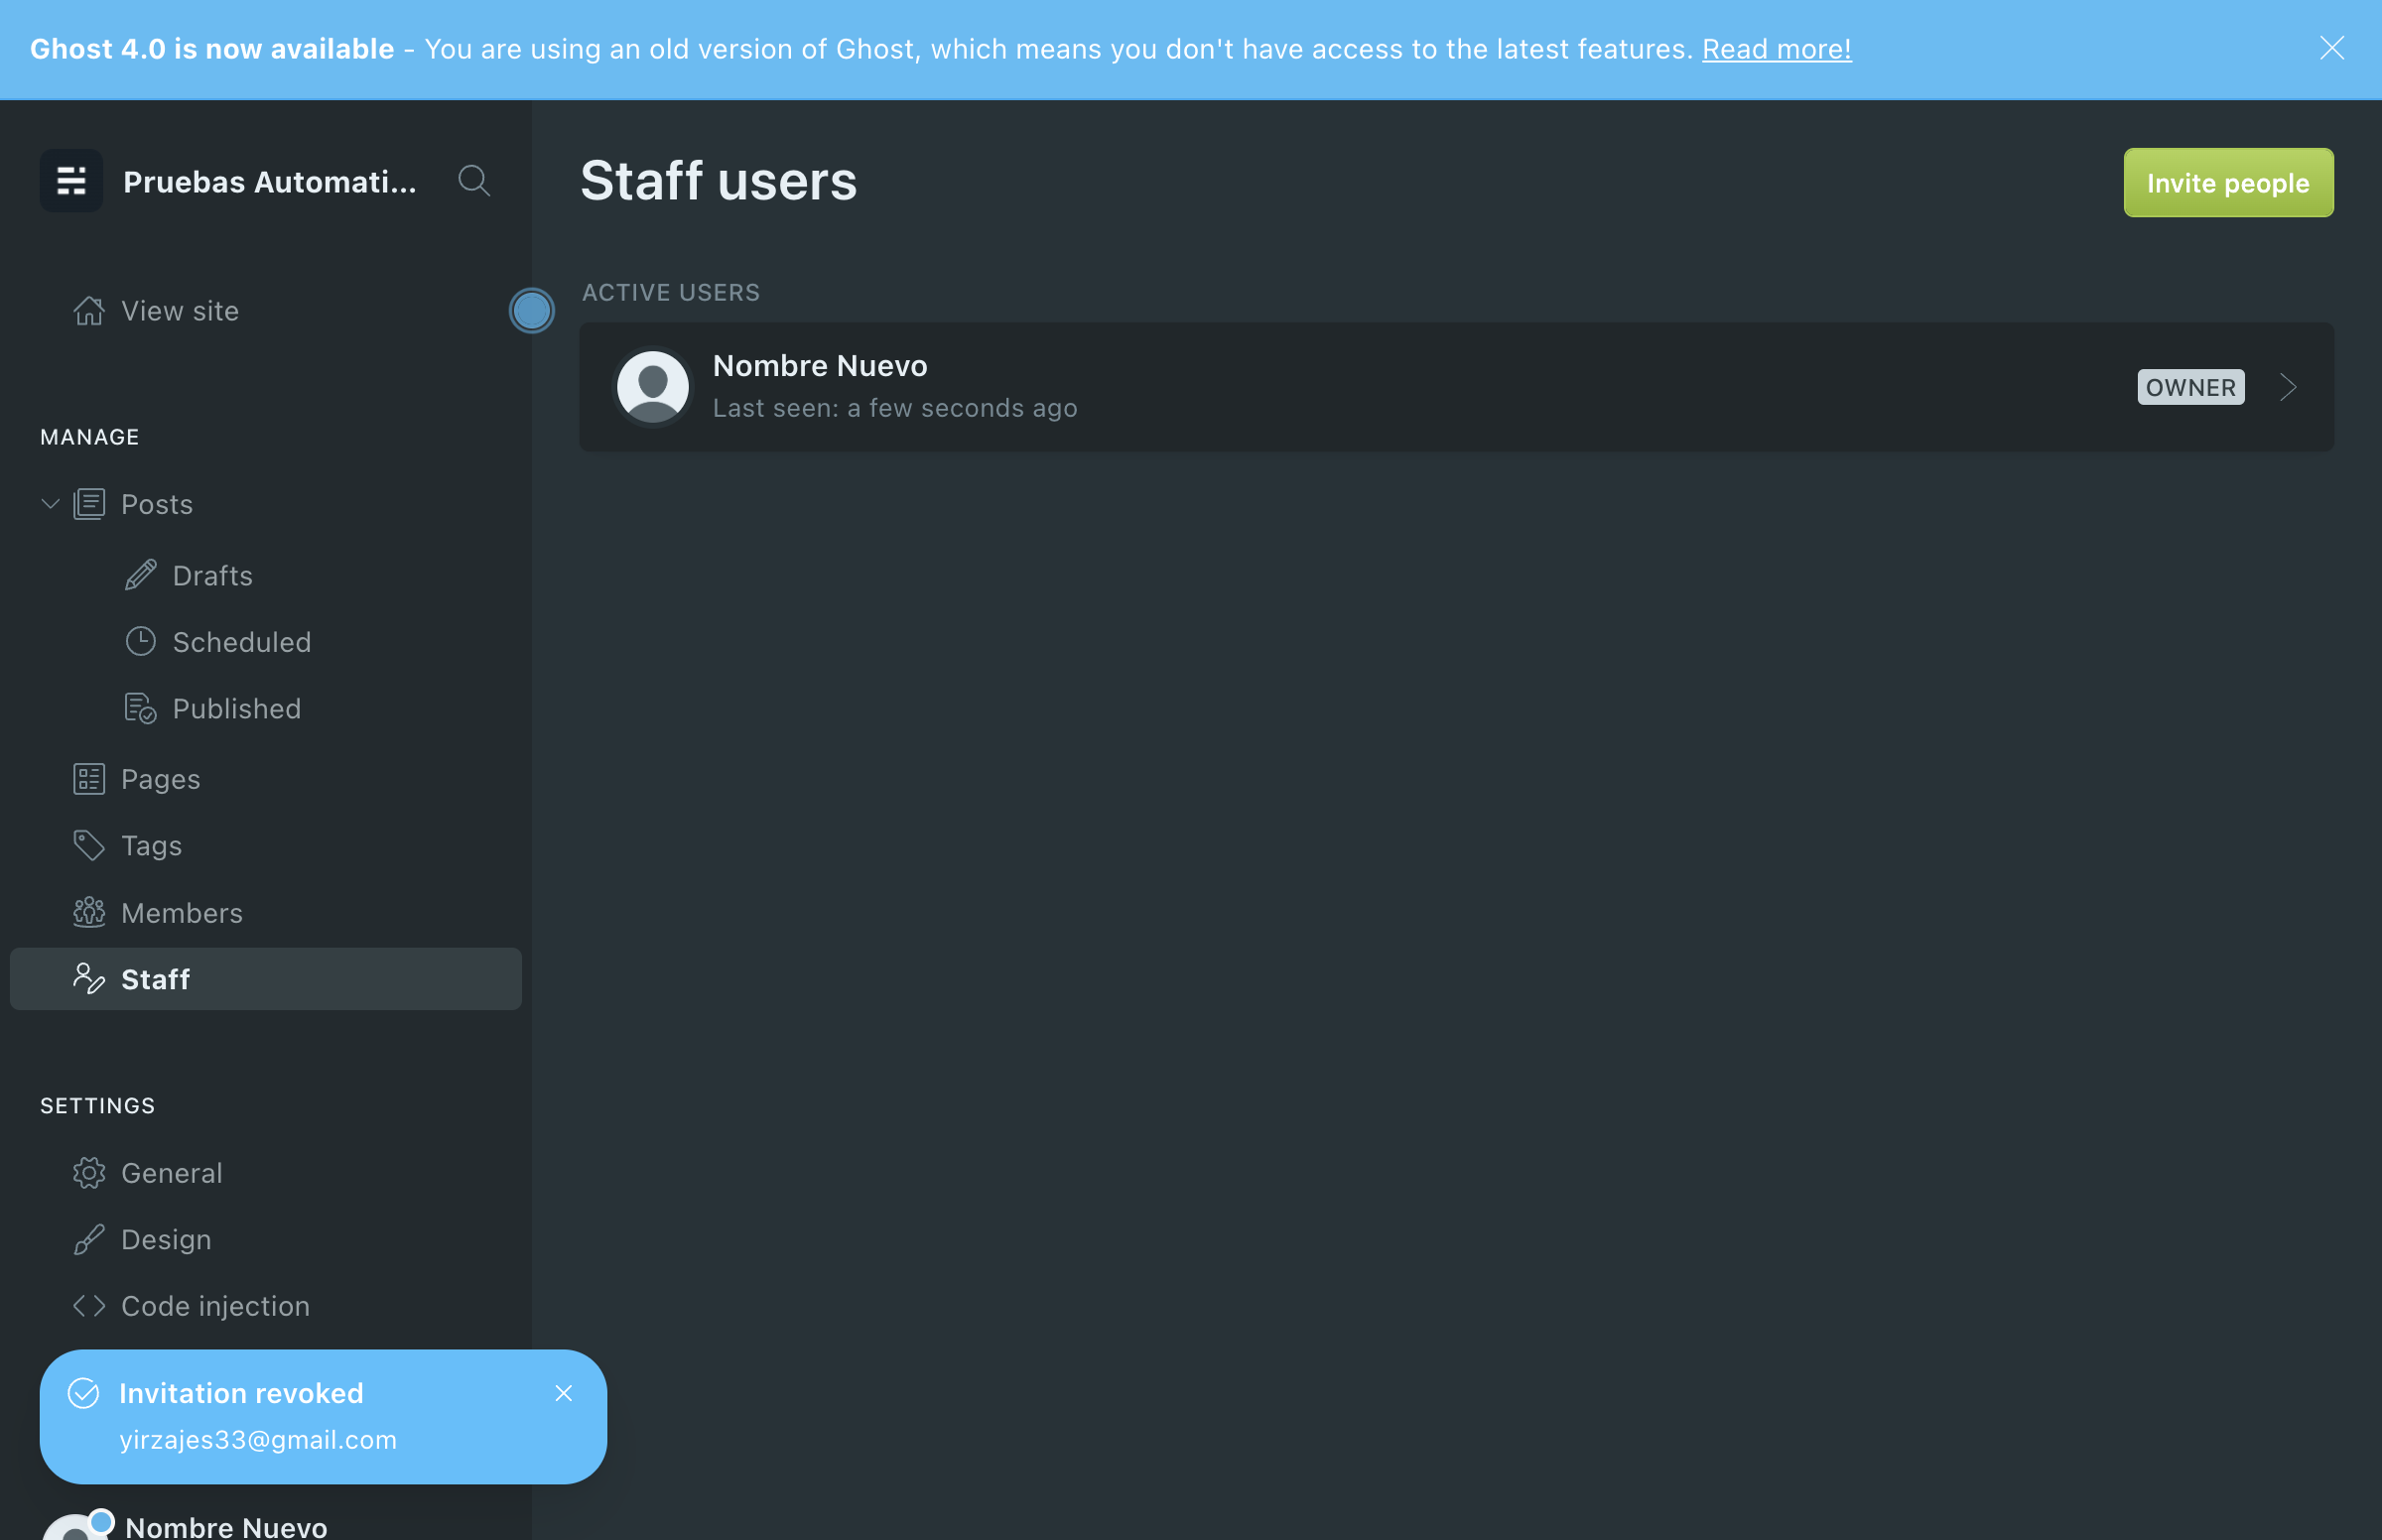 Ghost 4.0 is now available - You are using an old version of Ghost, which means you don't have access to the latest features. Read more!
Pruebas Automati...
View site
MANAGE
Posts
Drafts
Scheduled
Published
Pages
Tags
Members
Staff
SETTINGS
General
Design
Code injection
Invitation revoked
yirzajes33@gmail.com
Nombre Nuevo
Staff users
Invite people
ACTIVE USERS
Nombre Nuevo
Last seen: a few seconds ago
OWNER